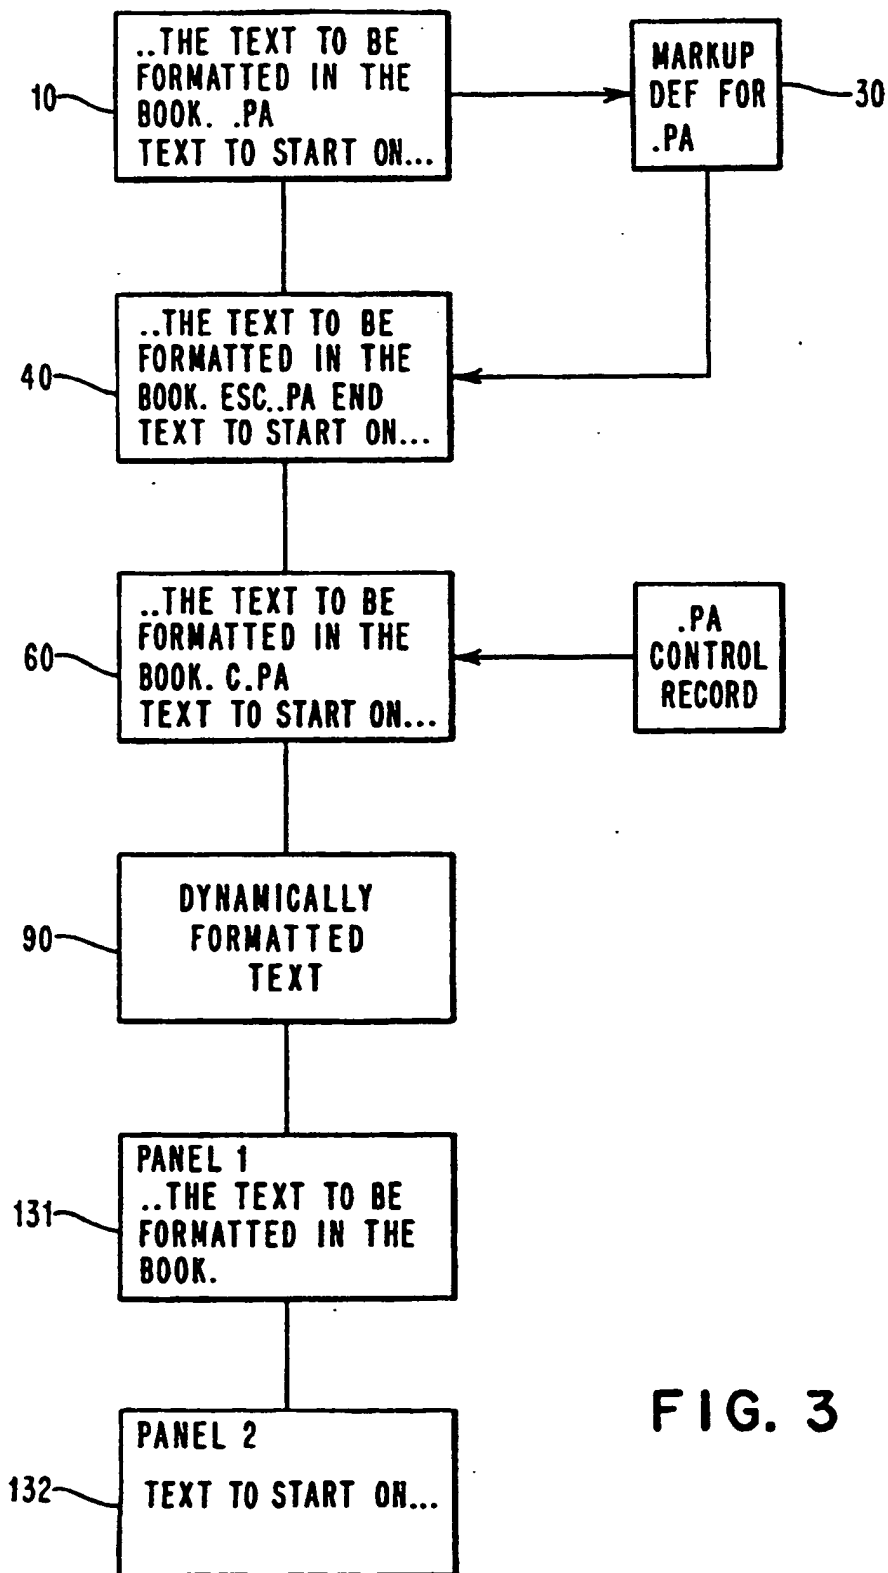 ..THE TEXT TO BE
FORMATTED IN THE
BOOK. .PA
TEXT TO START ON...
10
MARKUP
DEF FOR
.PA
30
..THE TEXT TO BE
FORMATTED IN THE
BOOK. ESC..PA END
TEXT TO START ON...
40
..THE TEXT TO BE
FORMATTED IN THE
BOOK. C.PA
TEXT TO START ON...
60
.PA
CONTROL
RECORD
DYNAMICALLY
FORMATTED
TEXT
90
PANEL 1
..THE TEXT TO BE
FORMATTED IN THE
BOOK.
131
PANEL 2
TEXT TO START ON...
132
FIG. 3